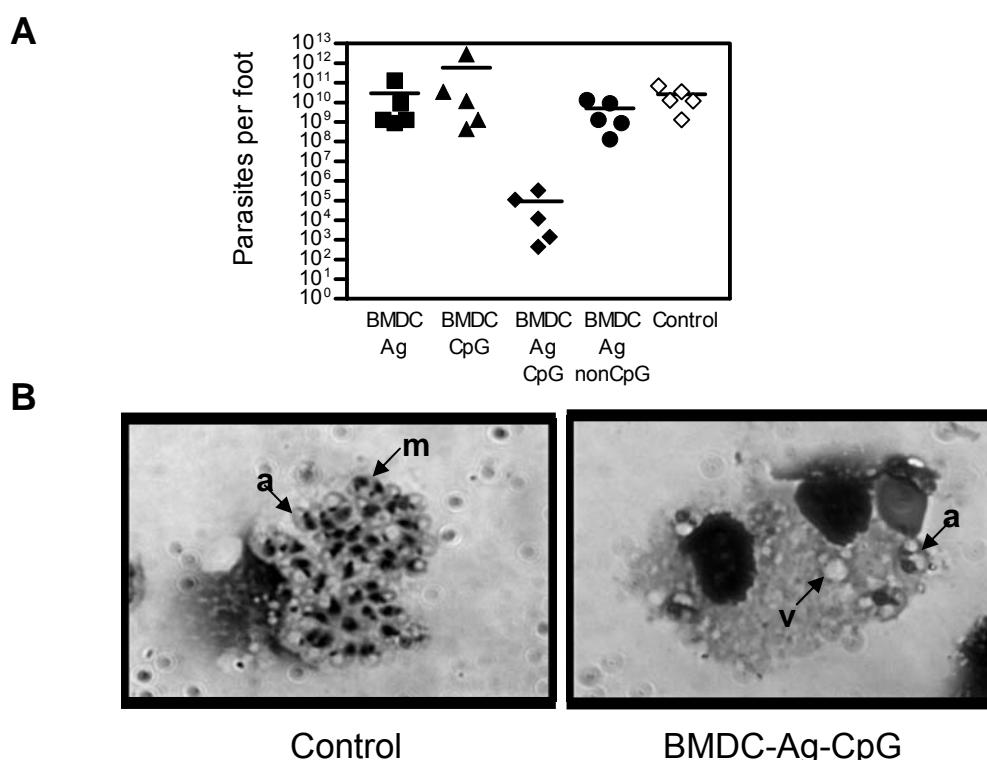 A
Parasites per foot
10¹³
10¹²
10¹¹
10¹⁰
10⁹
10⁸
10⁷
10⁶
10⁵
10⁴
10³
10²
10¹
10⁰
BMDC Ag
BMDC CpG
BMDC Ag CpG
BMDC Ag nonCpG
Control
B
a
m
v
a
Control
BMDC-Ag-CpG